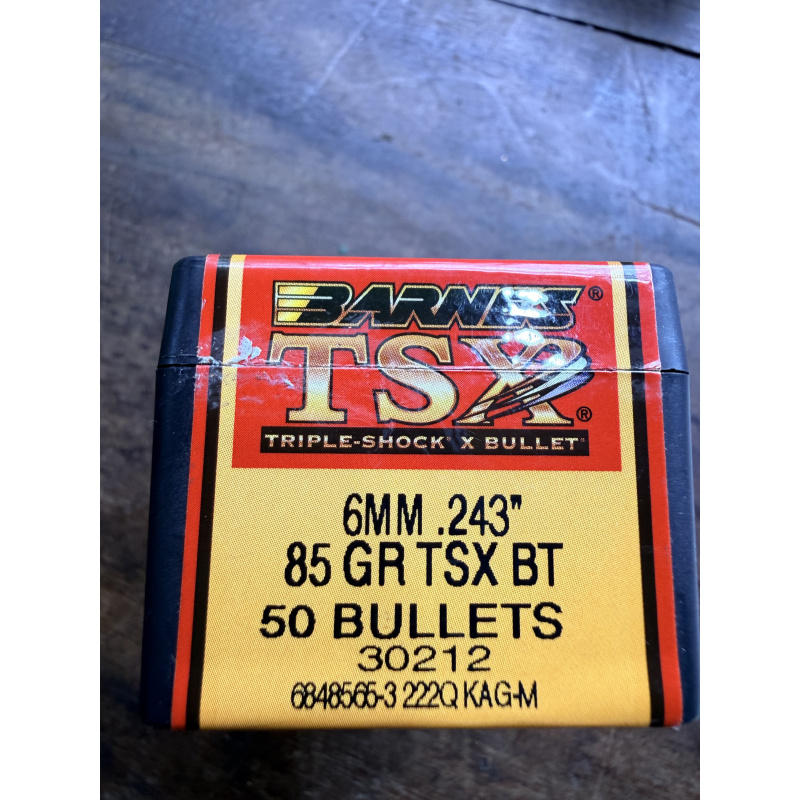 BARNES®
TSX®
TRIPLE-SHOCK® X BULLET™
6MM .243"
85 GR TSX BT
50 BULLETS
30212
6848565-3 222Q KAG-M